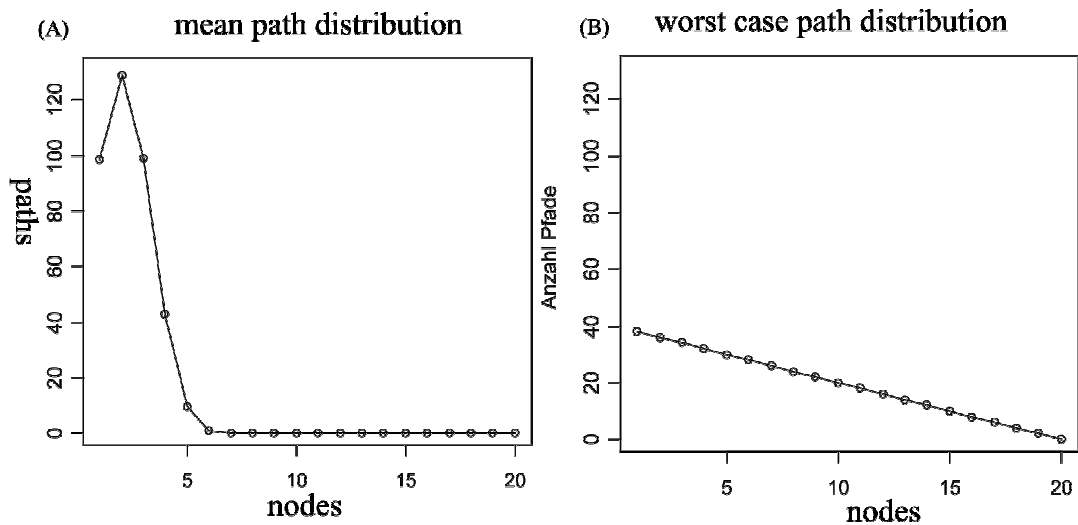 (A) mean path distribution
paths
0 20 40 60 80 100 120
5 10 15 20
nodes
(B) worst case path distribution
Anzahl Pfade
0 20 40 60 80 100 120
5 10 15 20
nodes